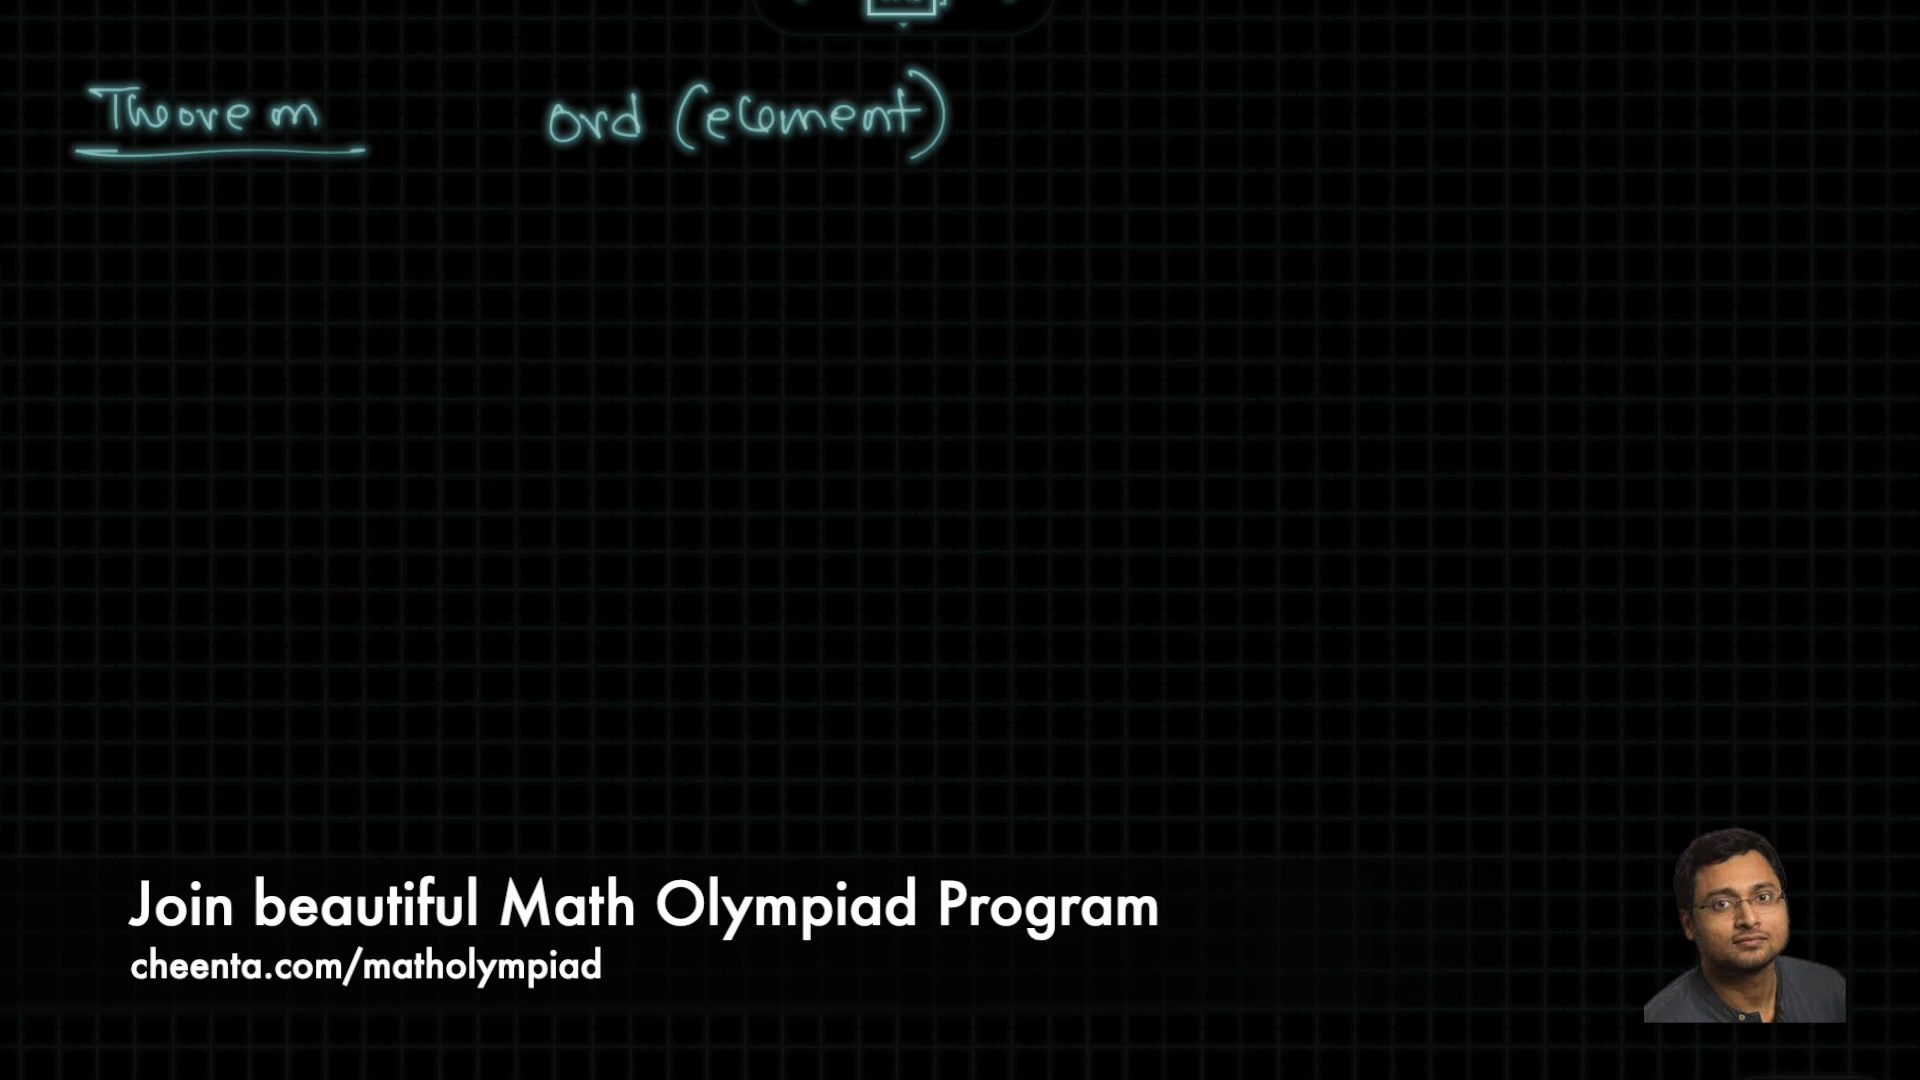 Theorem ord (element)
Join beautiful Math Olympiad Program
cheenta.com/matholympiad